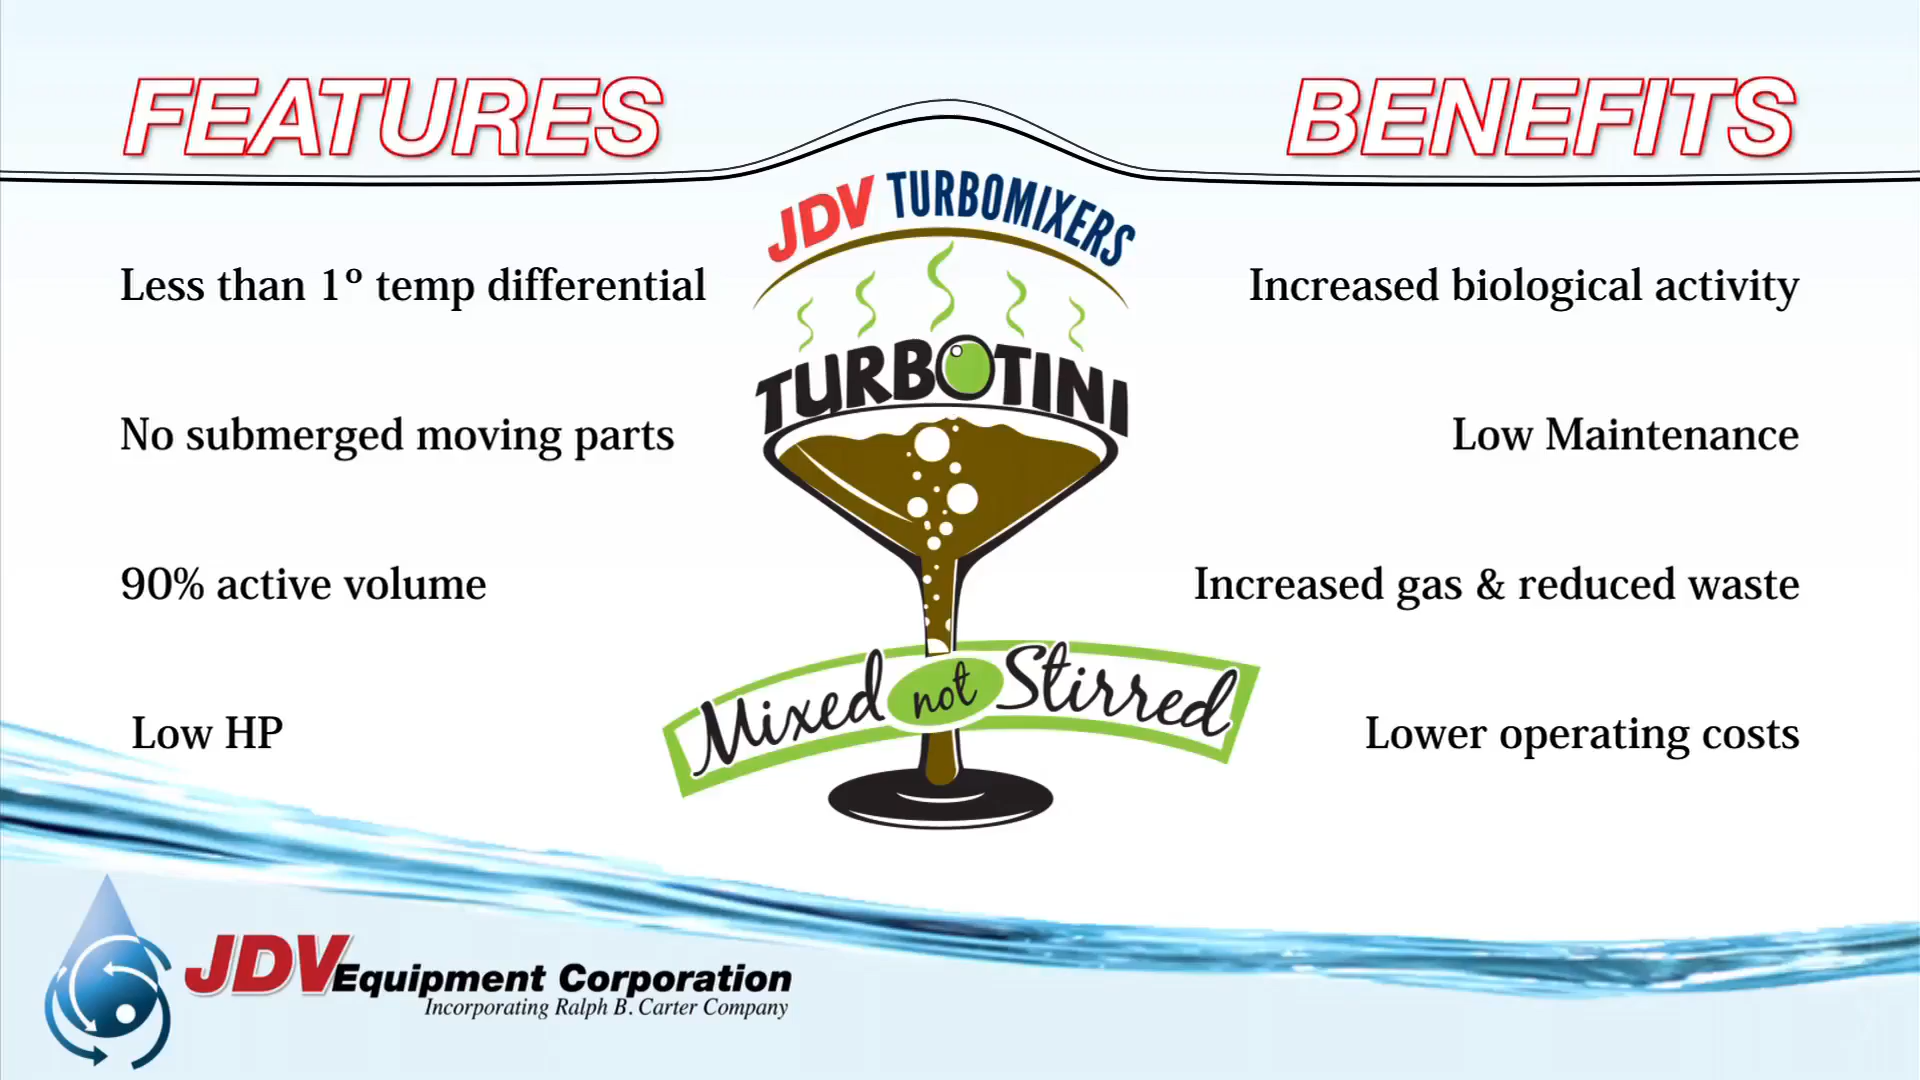 FEATURES
BENEFITS
JDV TURBOMIXERS
Less than 1º temp differential
Increased biological activity
TURBOTINI
No submerged moving parts
Low Maintenance
90% active volume
Increased gas & reduced waste
Mixed not Stirred
Low HP
Lower operating costs
JDV Equipment Corporation
Incorporating Ralph B. Carter Company